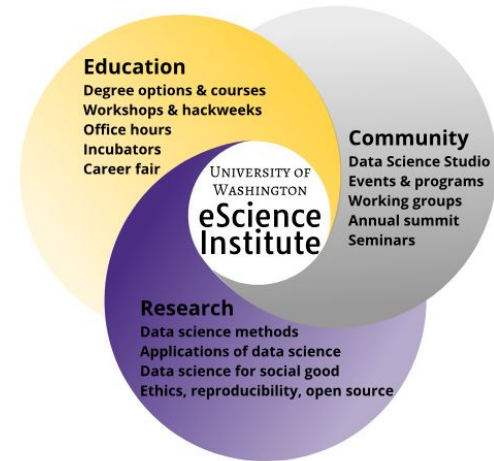 Education
Degree options & courses
Workshops & hackweeks
Office hours
Incubators
Career fair
Community
Data Science Studio
Events & programs
Working groups
Annual summit
Seminars
UNIVERSITY OF
WASHINGTON
eScience
Institute
Research
Data science methods
Applications of data science
Data science for social good
Ethics, reproducibility, open source